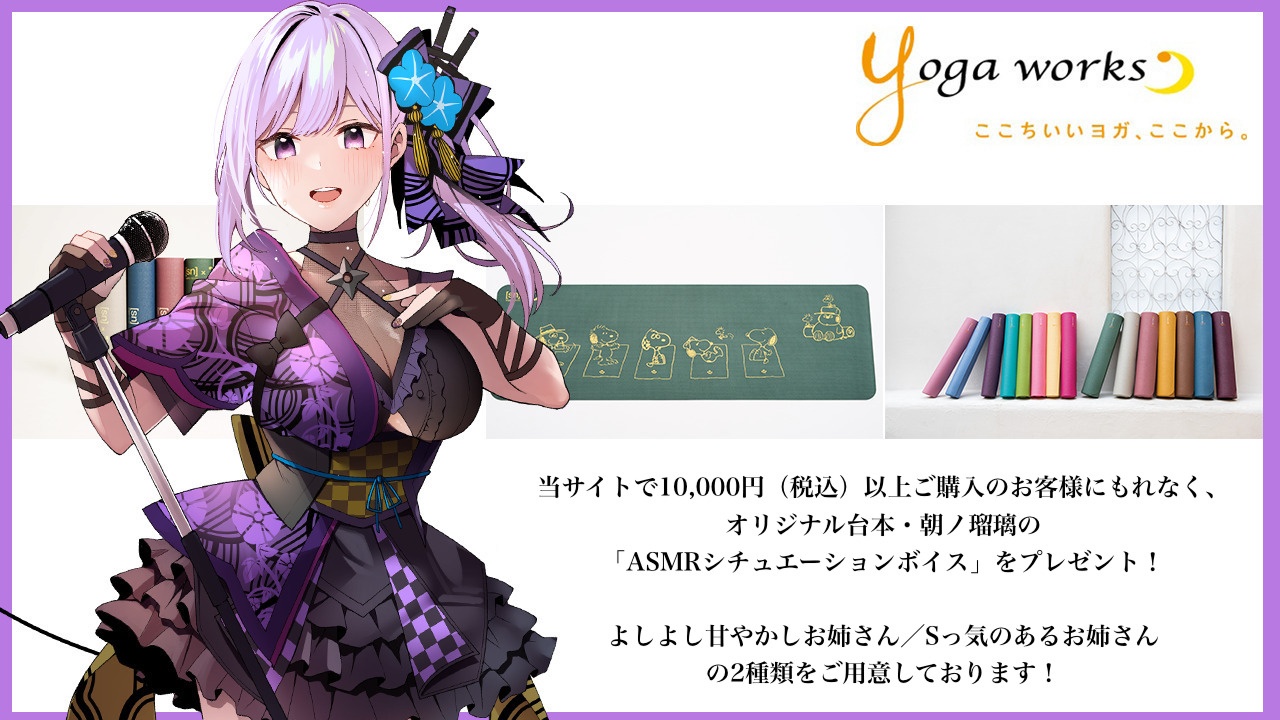 Yoga works
ここちいいヨガ、ここから。
[sn] ×
[sn]
[sn]
[sn]
当サイトで10,000円（税込）以上ご購入のお客様にもれなく、
オリジナル台本・朝ノ瑠璃の
「ASMRシチュエーションボイス」をプレゼント！
よしよし甘やかしお姉さん／Sっ気のあるお姉さん
の2種類をご用意しております！